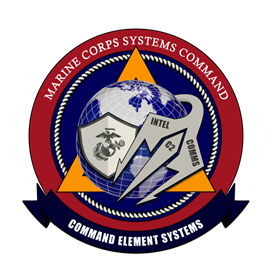 MARINE CORPS SYSTEMS COMMAND
INTEL
C2
COMMS
COMMAND ELEMENT SYSTEMS